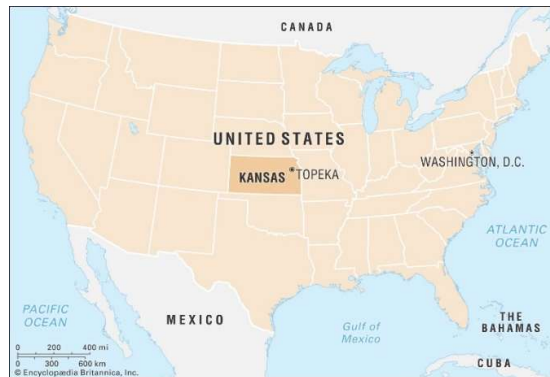 CANADA
UNITED STATES
WASHINGTON, D.C.
KANSAS
TOPEKA
ATLANTIC
OCEAN
PACIFIC
OCEAN
MEXICO
Gulf of
Mexico
THE
BAHAMAS
CUBA
0 200 400 mi
0 300 600 km
© Encyclopædia Britannica, Inc.